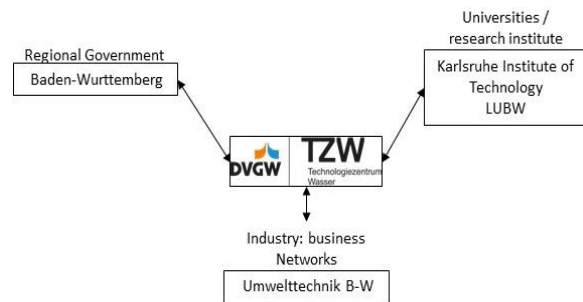 Universities /
research institute
Regional Government
Baden-Wurttemberg
Karlsruhe Institute of
Technology
LUBW
DVGW
TZW
Technologiezentrum
Wasser
Industry: business
Networks
Umwelttechnik B-W